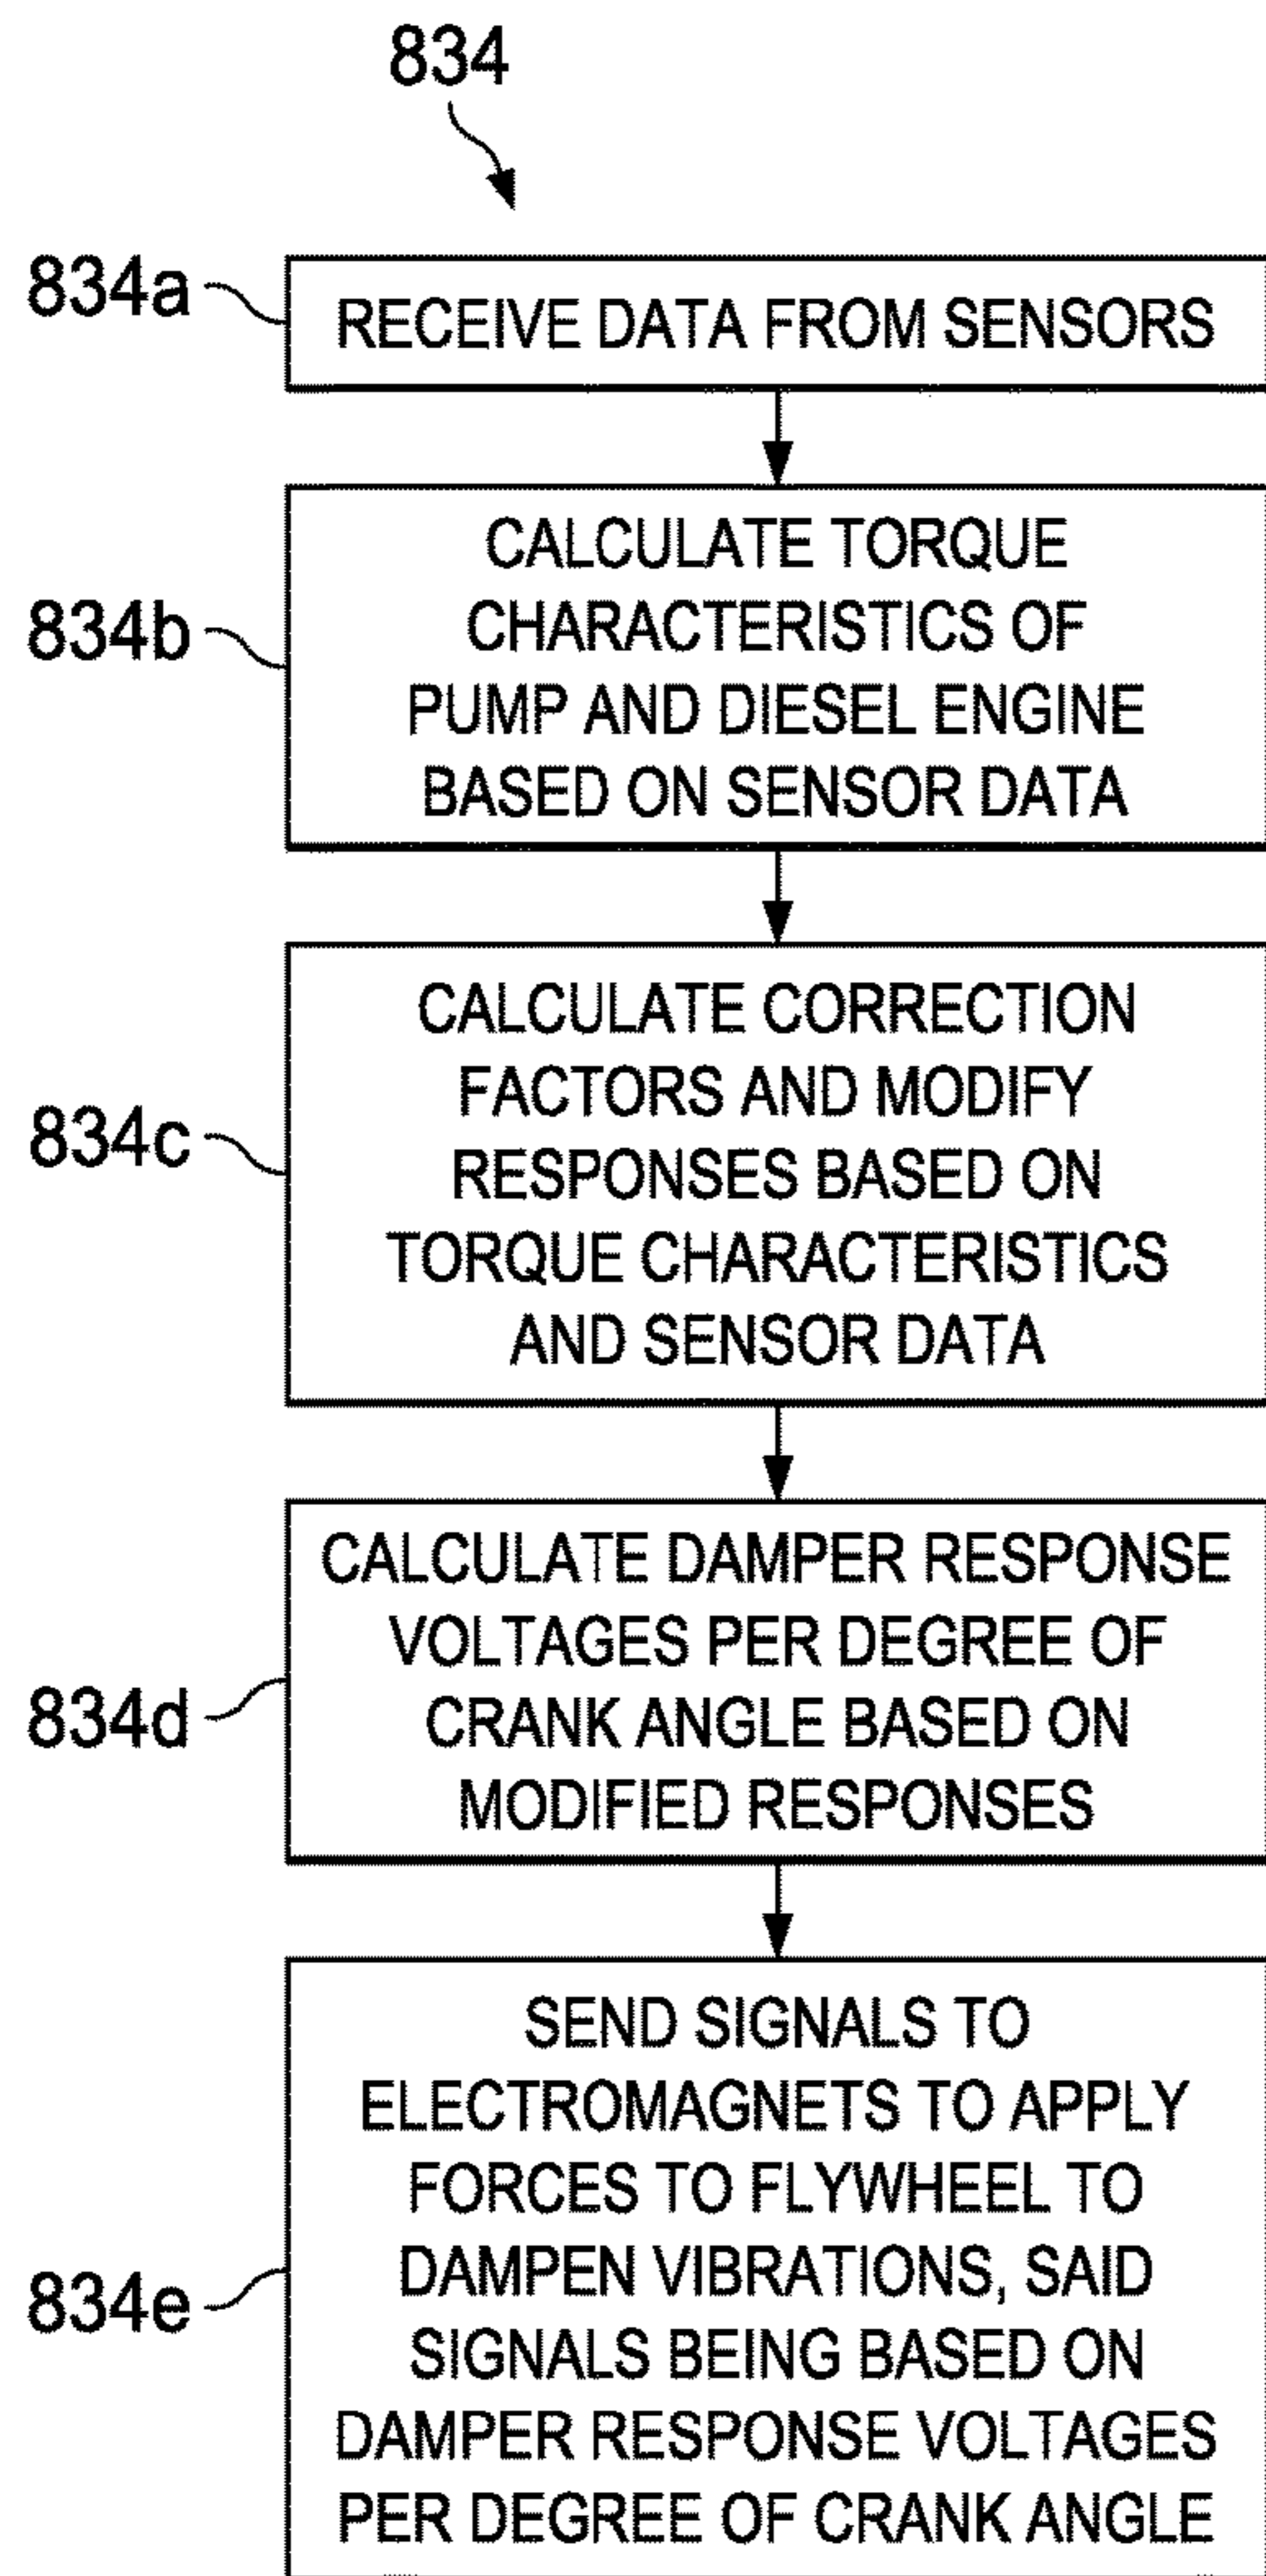 834
834a
RECEIVE DATA FROM SENSORS
834b
CALCULATE TORQUE
CHARACTERISTICS OF
PUMP AND DIESEL ENGINE
BASED ON SENSOR DATA
834c
CALCULATE CORRECTION
FACTORS AND MODIFY
RESPONSES BASED ON
TORQUE CHARACTERISTICS
AND SENSOR DATA
834d
CALCULATE DAMPER RESPONSE
VOLTAGES PER DEGREE OF
CRANK ANGLE BASED ON
MODIFIED RESPONSES
834e
SEND SIGNALS TO
ELECTROMAGNETS TO APPLY
FORCES TO FLYWHEEL TO
DAMPEN VIBRATIONS, SAID
SIGNALS BEING BASED ON
DAMPER RESPONSE VOLTAGES
PER DEGREE OF CRANK ANGLE